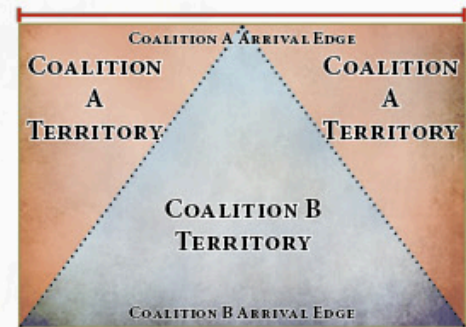 Coalition A Arrival Edge
Coalition
A
Territory
Coalition
A
Territory
Coalition B
Territory
Coalition B Arrival Edge